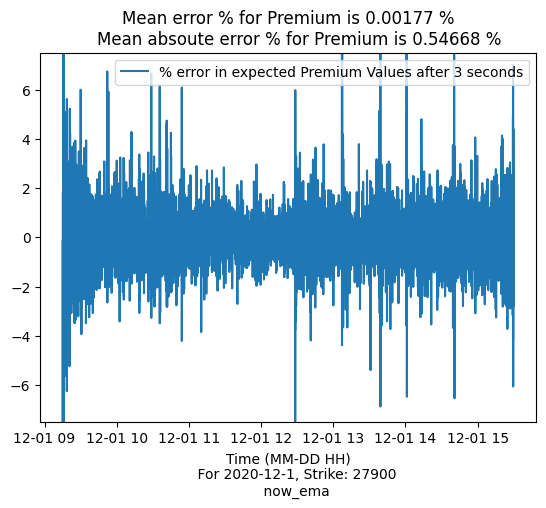 Mean error % for Premium is 0.00177 %
Mean absoute error % for Premium is 0.54668 %
% error in expected Premium Values after 3 seconds
6
4
2
0
−2
−4
−6
12-01 09 12-01 10 12-01 11 12-01 12 12-01 13 12-01 14 12-01 15
Time (MM-DD HH)
For 2020-12-1, Strike: 27900
now_ema